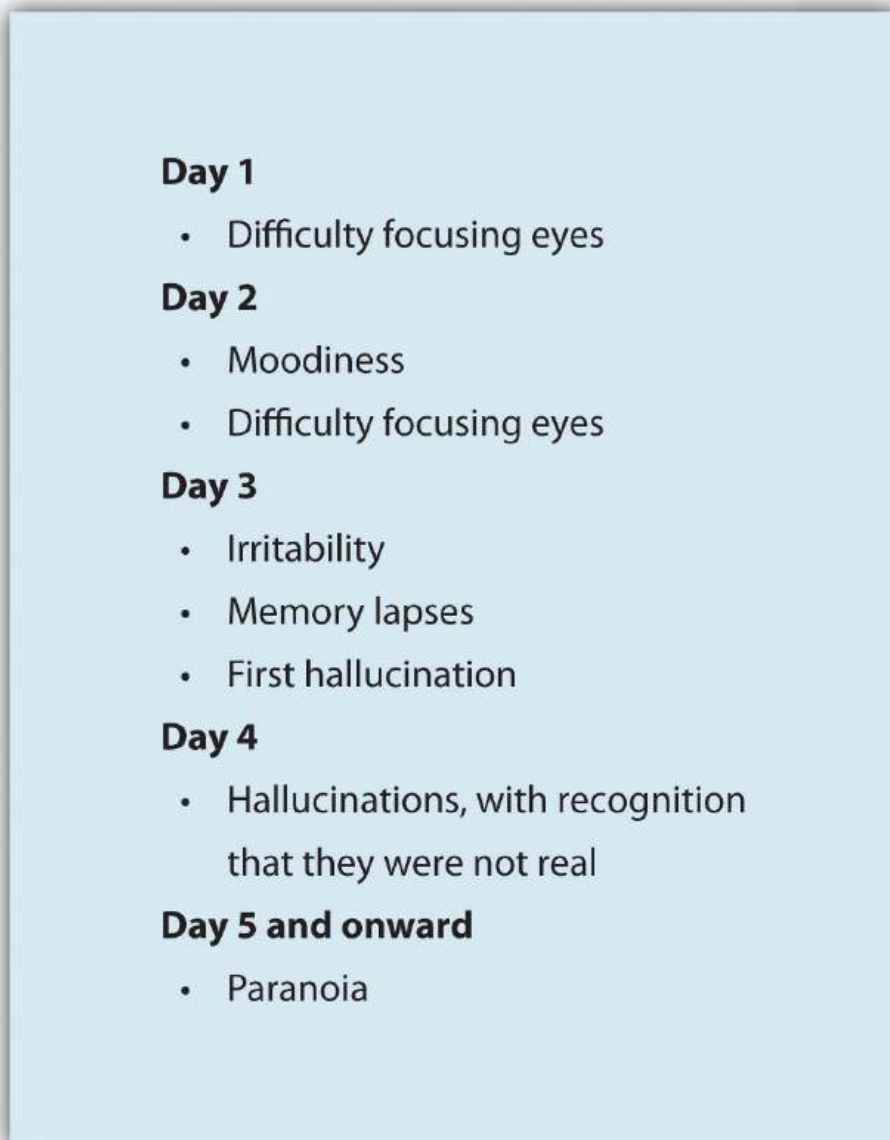 Day 1
• Difficulty focusing eyes
Day 2
• Moodiness
• Difficulty focusing eyes
Day 3
• Irritability
• Memory lapses
• First hallucination
Day 4
• Hallucinations, with recognition
that they were not real
Day 5 and onward
• Paranoia